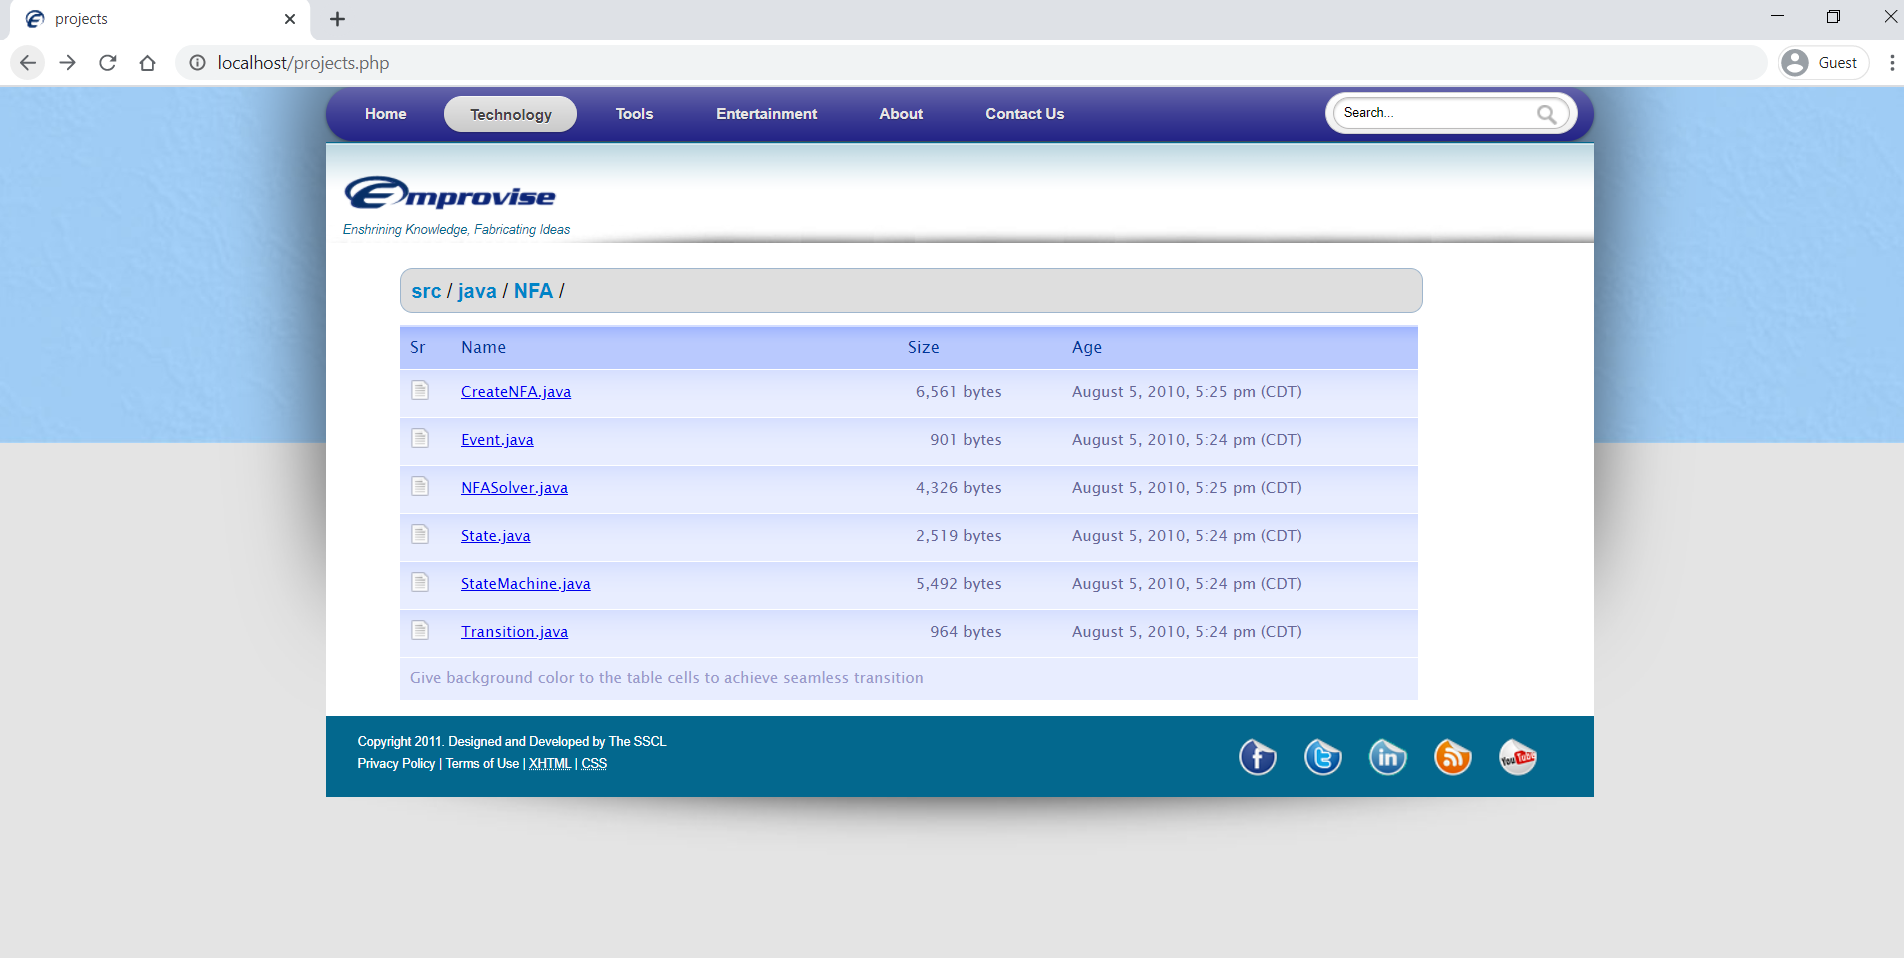 projects
localhost/projects.php
Guest
Home Technology Tools Entertainment About Contact Us Search...
Emprovise
Enshrining Knowledge, Fabricating Ideas
src / java / NFA /
Sr Name Size Age
CreateNFA.java 6,561 bytes August 5, 2010, 5:25 pm (CDT)
Event.java 901 bytes August 5, 2010, 5:24 pm (CDT)
NFASolver.java 4,326 bytes August 5, 2010, 5:25 pm (CDT)
State.java 2,519 bytes August 5, 2010, 5:24 pm (CDT)
StateMachine.java 5,492 bytes August 5, 2010, 5:24 pm (CDT)
Transition.java 964 bytes August 5, 2010, 5:24 pm (CDT)
Give background color to the table cells to achieve seamless transition
Copyright 2011. Designed and Developed by The SSCL
Privacy Policy | Terms of Use | XHTML | CSS
f t in You Tube